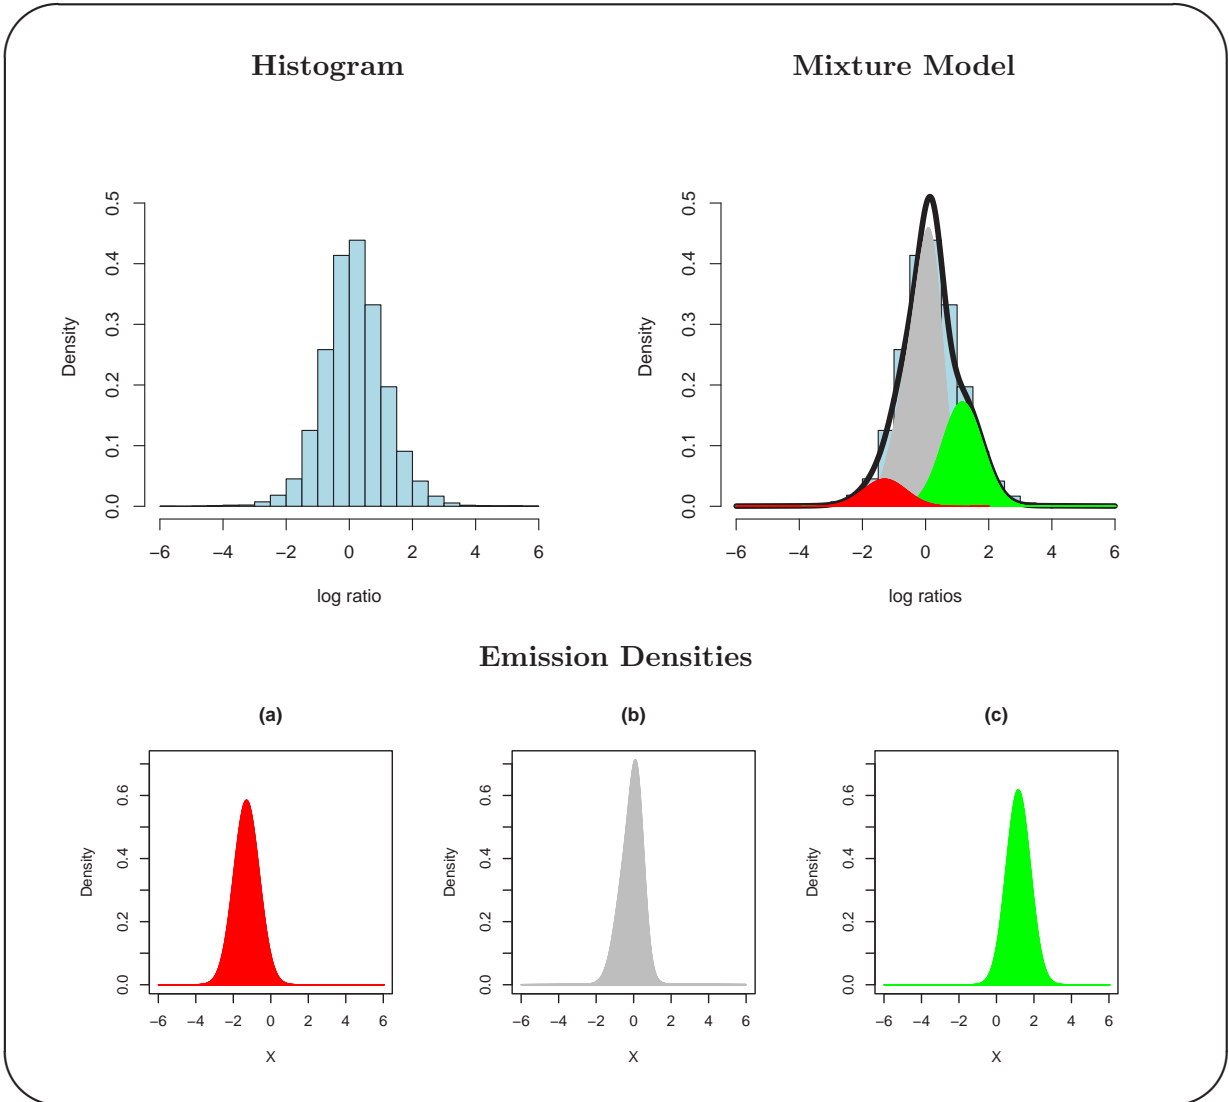 Histogram
Mixture Model
0.0 0.1 0.2 0.3 0.4 0.5
Density
−6 −4 −2 0 2 4 6
log ratio
0.0 0.1 0.2 0.3 0.4 0.5
Density
−6 −4 −2 0 2 4 6
log ratios
Emission Densities
(a)
0.0 0.2 0.4 0.6
Density
−6 −4 −2 0 2 4 6
X
(b)
0.0 0.2 0.4 0.6
Density
−6 −4 −2 0 2 4 6
X
(c)
0.0 0.2 0.4 0.6
Density
−6 −4 −2 0 2 4 6
X